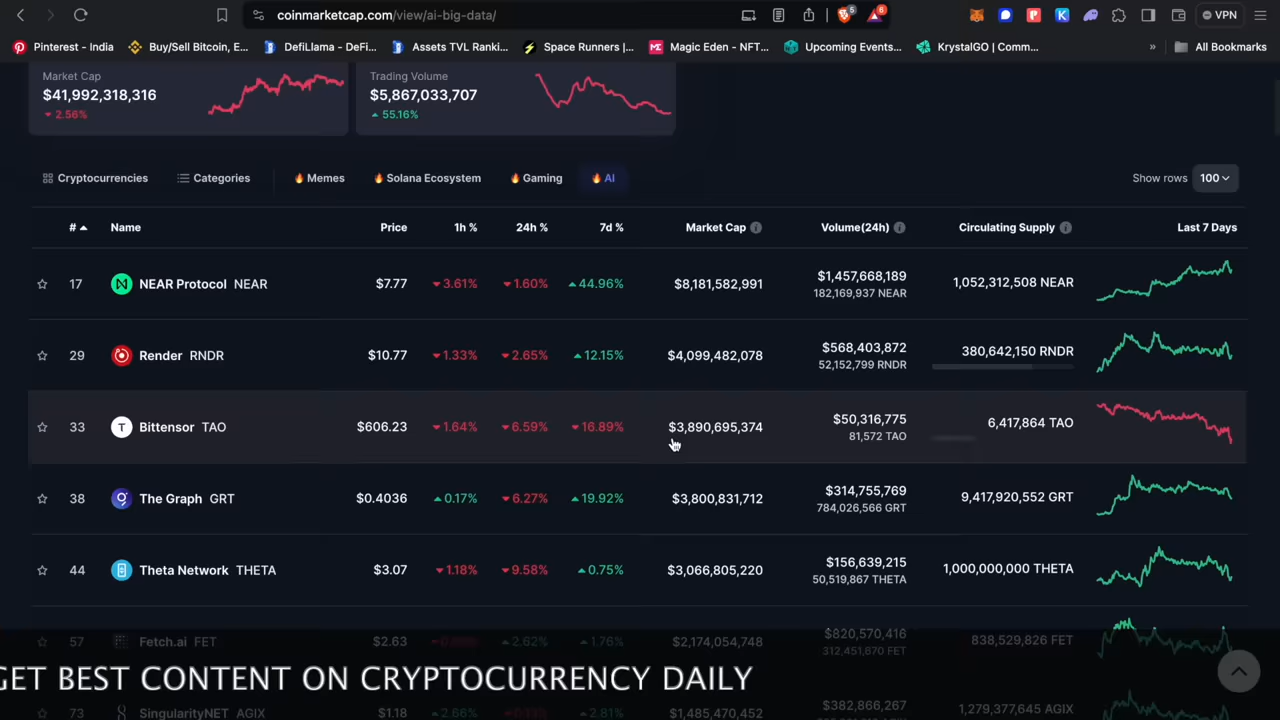 coinmarketcap.com/view/ai-big-data/
5
6
VPN
Pinterest - India
Buy/Sell Bitcoin, E...
DefiLlama - DeFi...
Assets TVL Ranki...
Space Runners |...
Magic Eden - NFT...
Upcoming Events...
KrystalGO | Comm...
»
All Bookmarks
Market Cap
$41,992,318,316
2.56%
Trading Volume
$5,867,033,707
55.16%
Cryptocurrencies
Categories
Memes
Solana Ecosystem
Gaming
AI
Show rows
100
# Name Price 1h % 24h % 7d % Market Cap Volume(24h) Circulating Supply Last 7 Days
17 NEAR Protocol NEAR $7.77 3.61% 1.60% 44.96% $8,181,582,991 $1,457,668,189 1,052,312,508 NEAR
182,169,937 NEAR
29 Render RNDR $10.77 1.33% 2.65% 12.15% $4,099,482,078 $568,403,872 380,642,150 RNDR
52,152,799 RNDR
33 T Bittensor TAO $606.23 1.64% 6.59% 16.89% $3,890,695,374 $50,316,775 6,417,864 TAO
81,572 TAO
38 The Graph GRT $0.4036 0.17% 6.27% 19.92% $3,800,831,712 $314,755,769 9,417,920,552 GRT
784,026,566 GRT
44 Theta Network THETA $3.07 1.18% 9.58% 0.75% $3,066,805,220 $156,639,215 1,000,000,000 THETA
50,519,867 THETA
57 Fetch.ai FET $2.63 2.62% 1.76% $2,174,054,748 $820,570,416 838,529,826 FET
312,451,870 FET
GET BEST CONTENT ON CRYPTOCURRENCY DAILY
73 SingularityNET AGIX $1.18 2.66% 2.81% $1,485,470,452 $382,866,267 1,279,377,645 AGIX